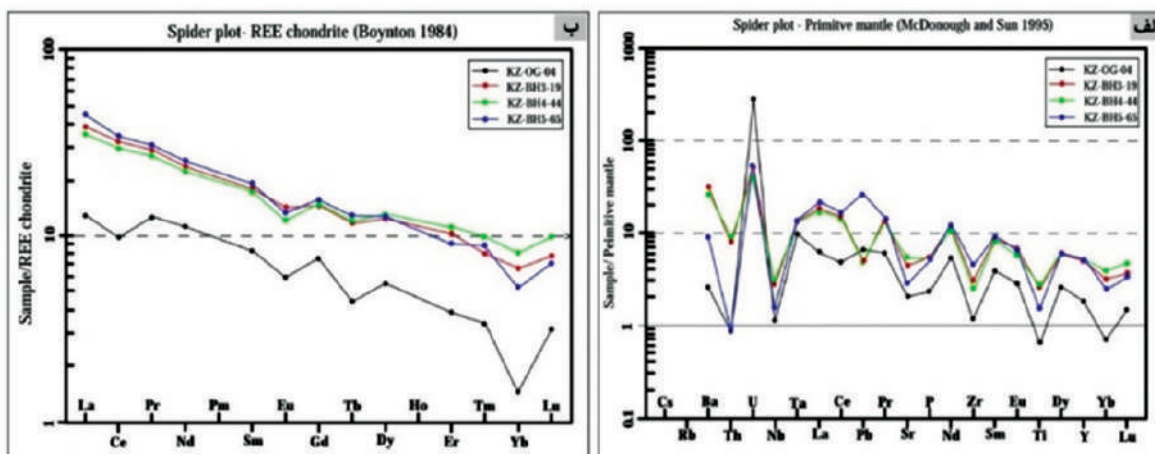 Spider plot- REE chondrite (Boynton 1984)
ب
100
10
1
Sample/REE chondrite
KZ-OG-04
KZ-BH3-19
KZ-BH4-44
KZ-BH5-65
La Pr Pm Eu Tb Ho Tm Lu
Ce Nd Sm Gd Dy Er Yb
Spider plot - Primitve mantle (McDonough and Sun 1995)
الف
1000
100
10
1
0.1
Sample/ Peimitive mantle
KZ-OG-04
KZ-BH3-19
KZ-BH4-44
KZ-BH5-65
Cs Ba U Ta Ce Pr P Zr Eu Dy Yb
Rb Th Nb La Pb Sr Nd Sm Ti Y Lu